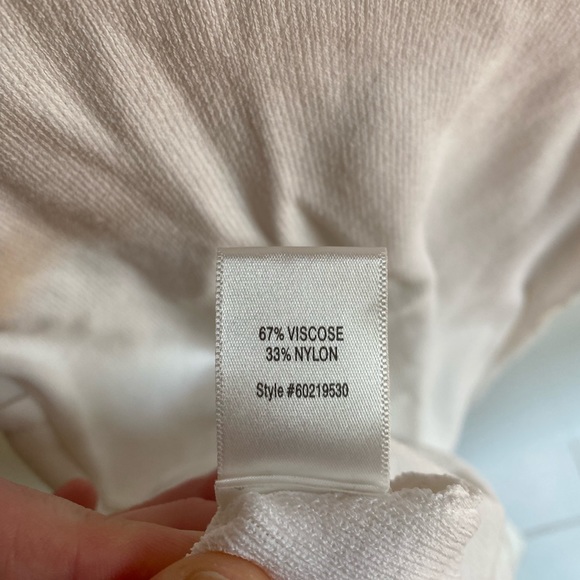 67% VISCOSE
33% NYLON
Style #60219530